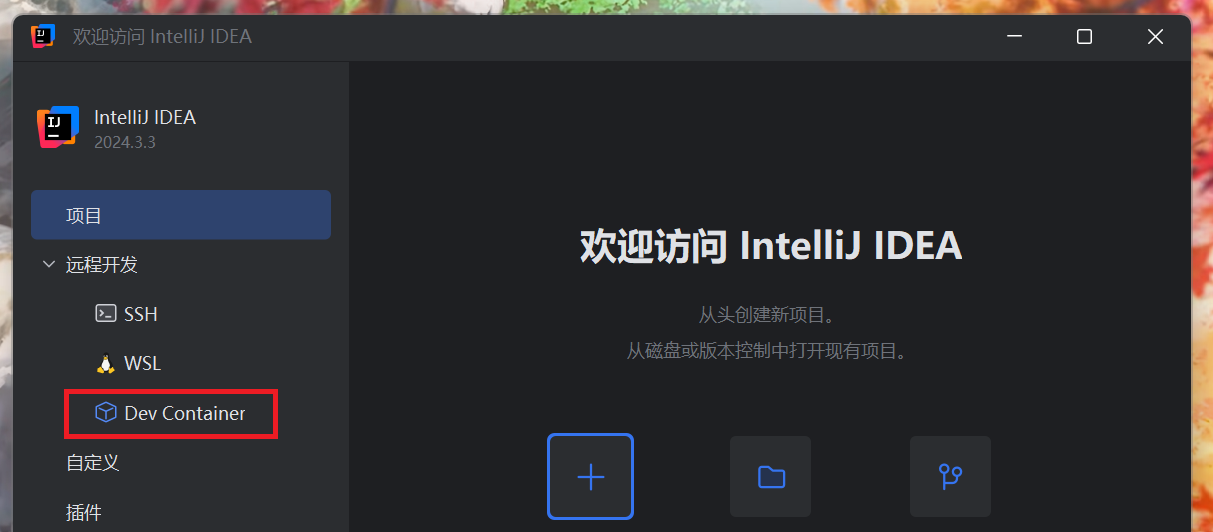 欢迎访问 IntelliJ IDEA
IntelliJ IDEA
2024.3.3
项目
远程开发
SSH
WSL
Dev Container
自定义
插件
欢迎访问 IntelliJ IDEA
从头创建新项目。
从磁盘或版本控制中打开现有项目。